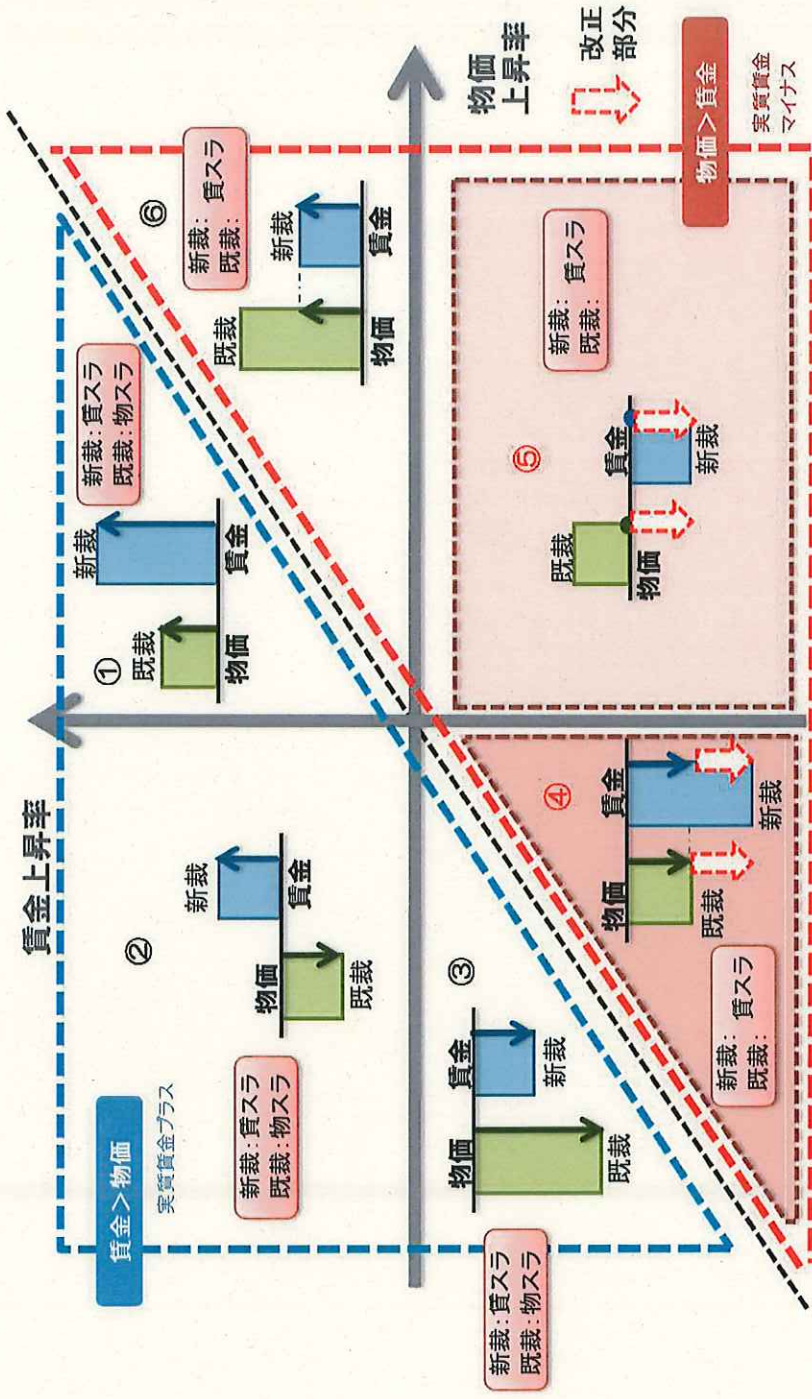 賃金上昇率
賃金>物価
実質賃金プラス
②
新裁
賃金
物価
既裁
新裁:賃スラ
既裁:物スラ
①
既裁
物価
新裁
賃金
新裁:賃スラ
既裁:物スラ
⑥
既裁
物価
新裁
賃金
新裁: 賃スラ
既裁:
物価
上昇率
改正
部分
③
物価
既裁
賃金
新裁
新裁:賃スラ
既裁:物スラ
④
物価
既裁
賃金
新裁
新裁: 賃スラ
既裁:
⑤
既裁
物価
賃金
新裁
新裁: 賃スラ
既裁:
物価>賃金
実質賃金
マイナス